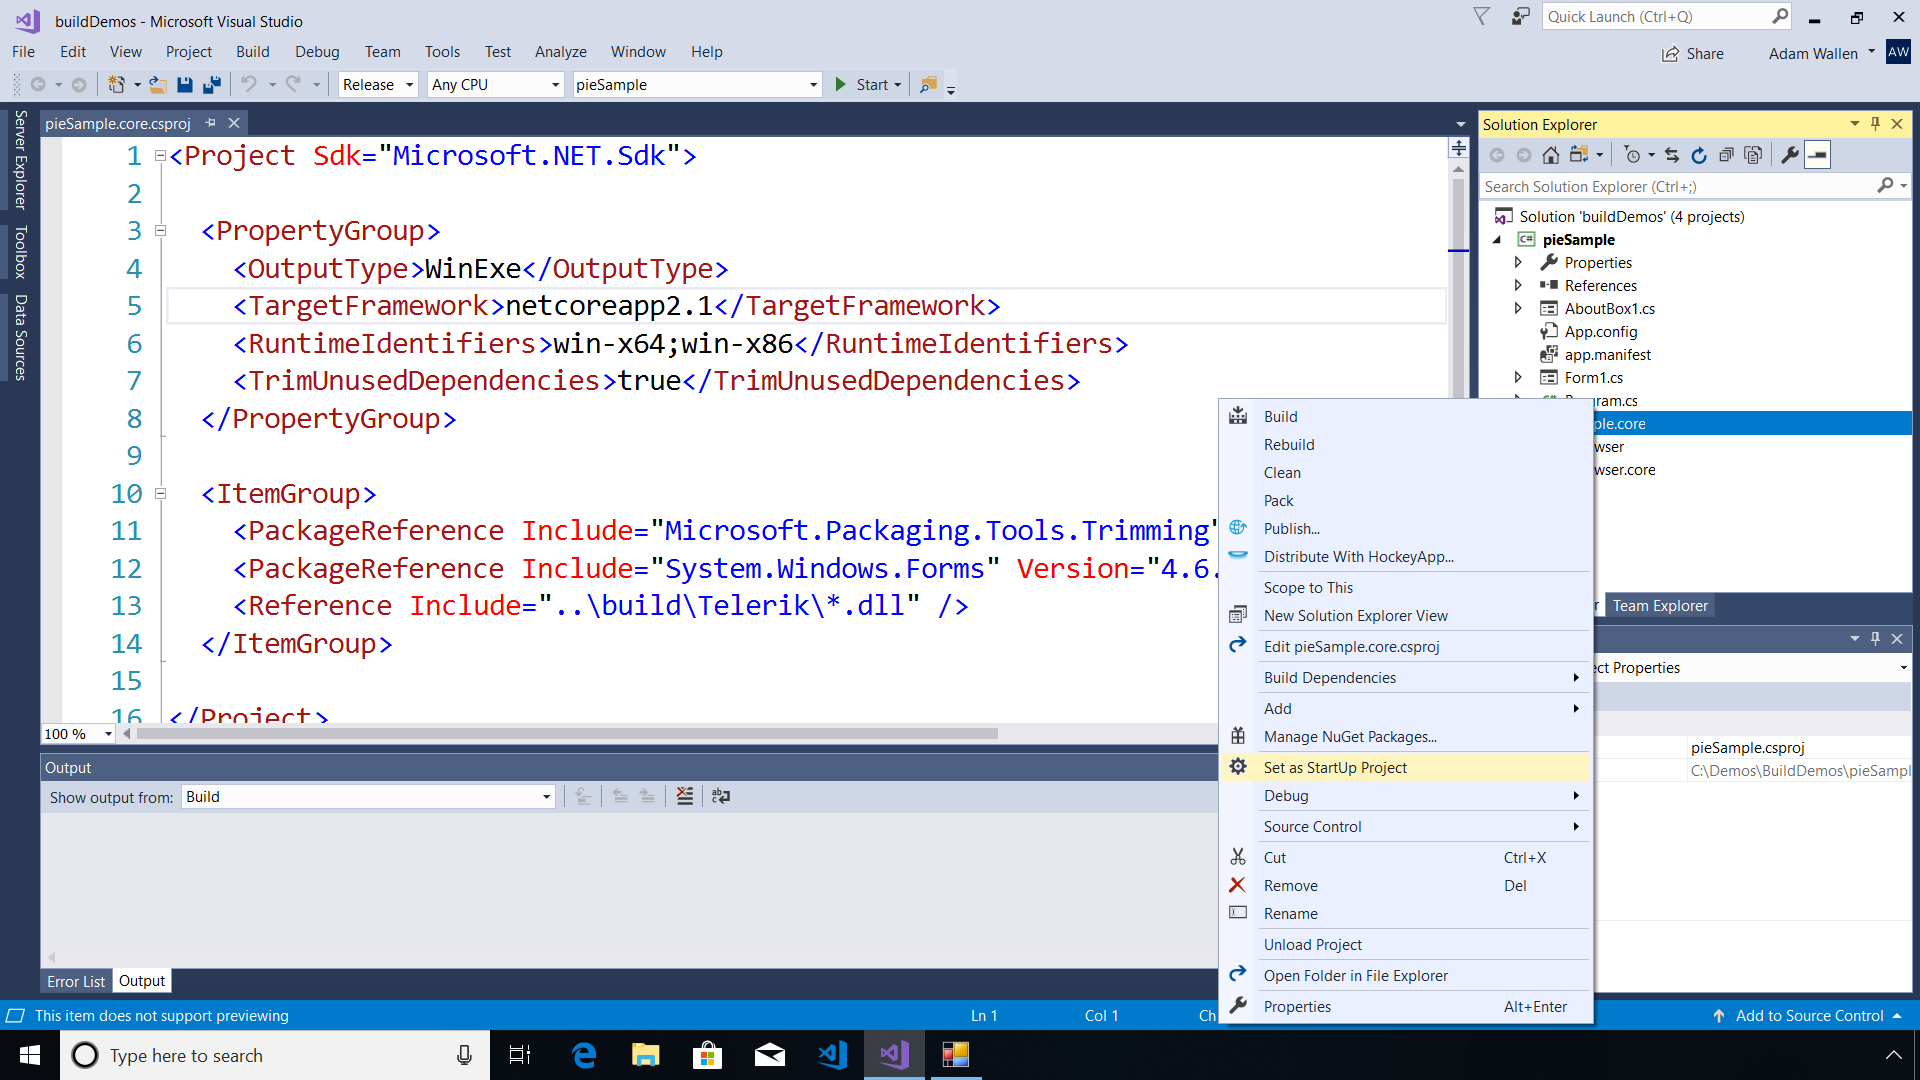 buildDemos - Microsoft Visual Studio
Quick Launch (Ctrl+Q)
File Edit View Project Build Debug Team Tools Test Analyze Window Help
Share Adam Wallen AW
Release Any CPU pieSample Start
Server Explorer
Toolbox
Data Sources
pieSample.core.csproj
1 <Project Sdk="Microsoft.NET.Sdk">
2
3 <PropertyGroup>
4 <OutputType>WinExe</OutputType>
5 <TargetFramework>netcoreapp2.1</TargetFramework>
6 <RuntimeIdentifiers>win-x64;win-x86</RuntimeIdentifiers>
7 <TrimUnusedDependencies>true</TrimUnusedDependencies>
8 </PropertyGroup>
9
10 <ItemGroup>
11 <PackageReference Include="Microsoft.Packaging.Tools.Trimming"
12 <PackageReference Include="System.Windows.Forms" Version="4.6.
13 <Reference Include="..\build\Telerik\*.dll" />
14 </ItemGroup>
15
16 </Project>
100 %
Output
Show output from: Build
Error List Output
Solution Explorer
Search Solution Explorer (Ctrl+;)
Solution 'buildDemos' (4 projects)
C# pieSample
Properties
References
AboutBox1.cs
App.config
app.manifest
Form1.cs
Program.cs
ple.core
wser
wser.core
Team Explorer
ect Properties
pieSample.csproj
C:\Demos\BuildDemos\pieSampl
Build
Rebuild
Clean
Pack
Publish...
Distribute With HockeyApp...
Scope to This
New Solution Explorer View
Edit pieSample.core.csproj
Build Dependencies
Add
Manage NuGet Packages...
Set as StartUp Project
Debug
Source Control
Cut Ctrl+X
Remove Del
Rename
Unload Project
Open Folder in File Explorer
Properties Alt+Enter
This item does not support previewing Ln 1 Col 1 Ch Add to Source Control
Type here to search